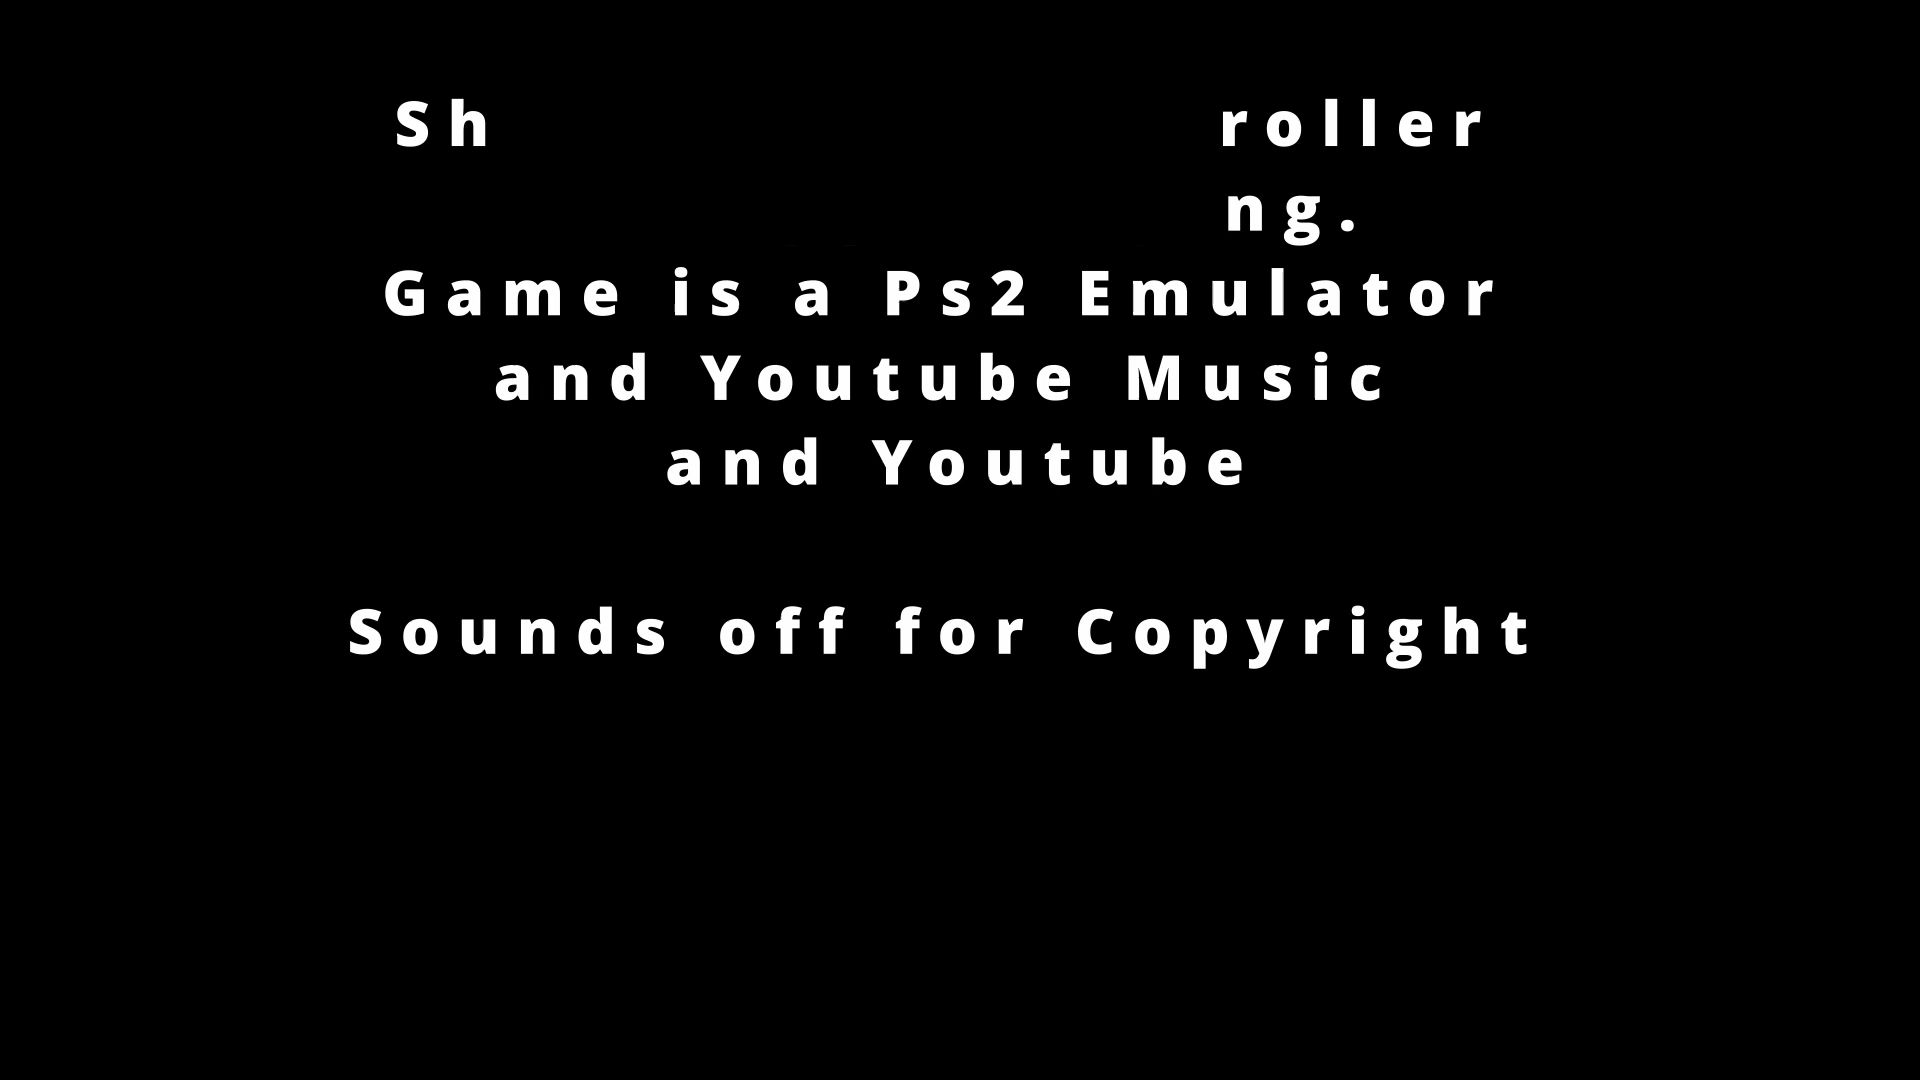 Sh roller
ng.
Game is a Ps2 Emulator
and Youtube Music
and Youtube
Sounds off for Copyright